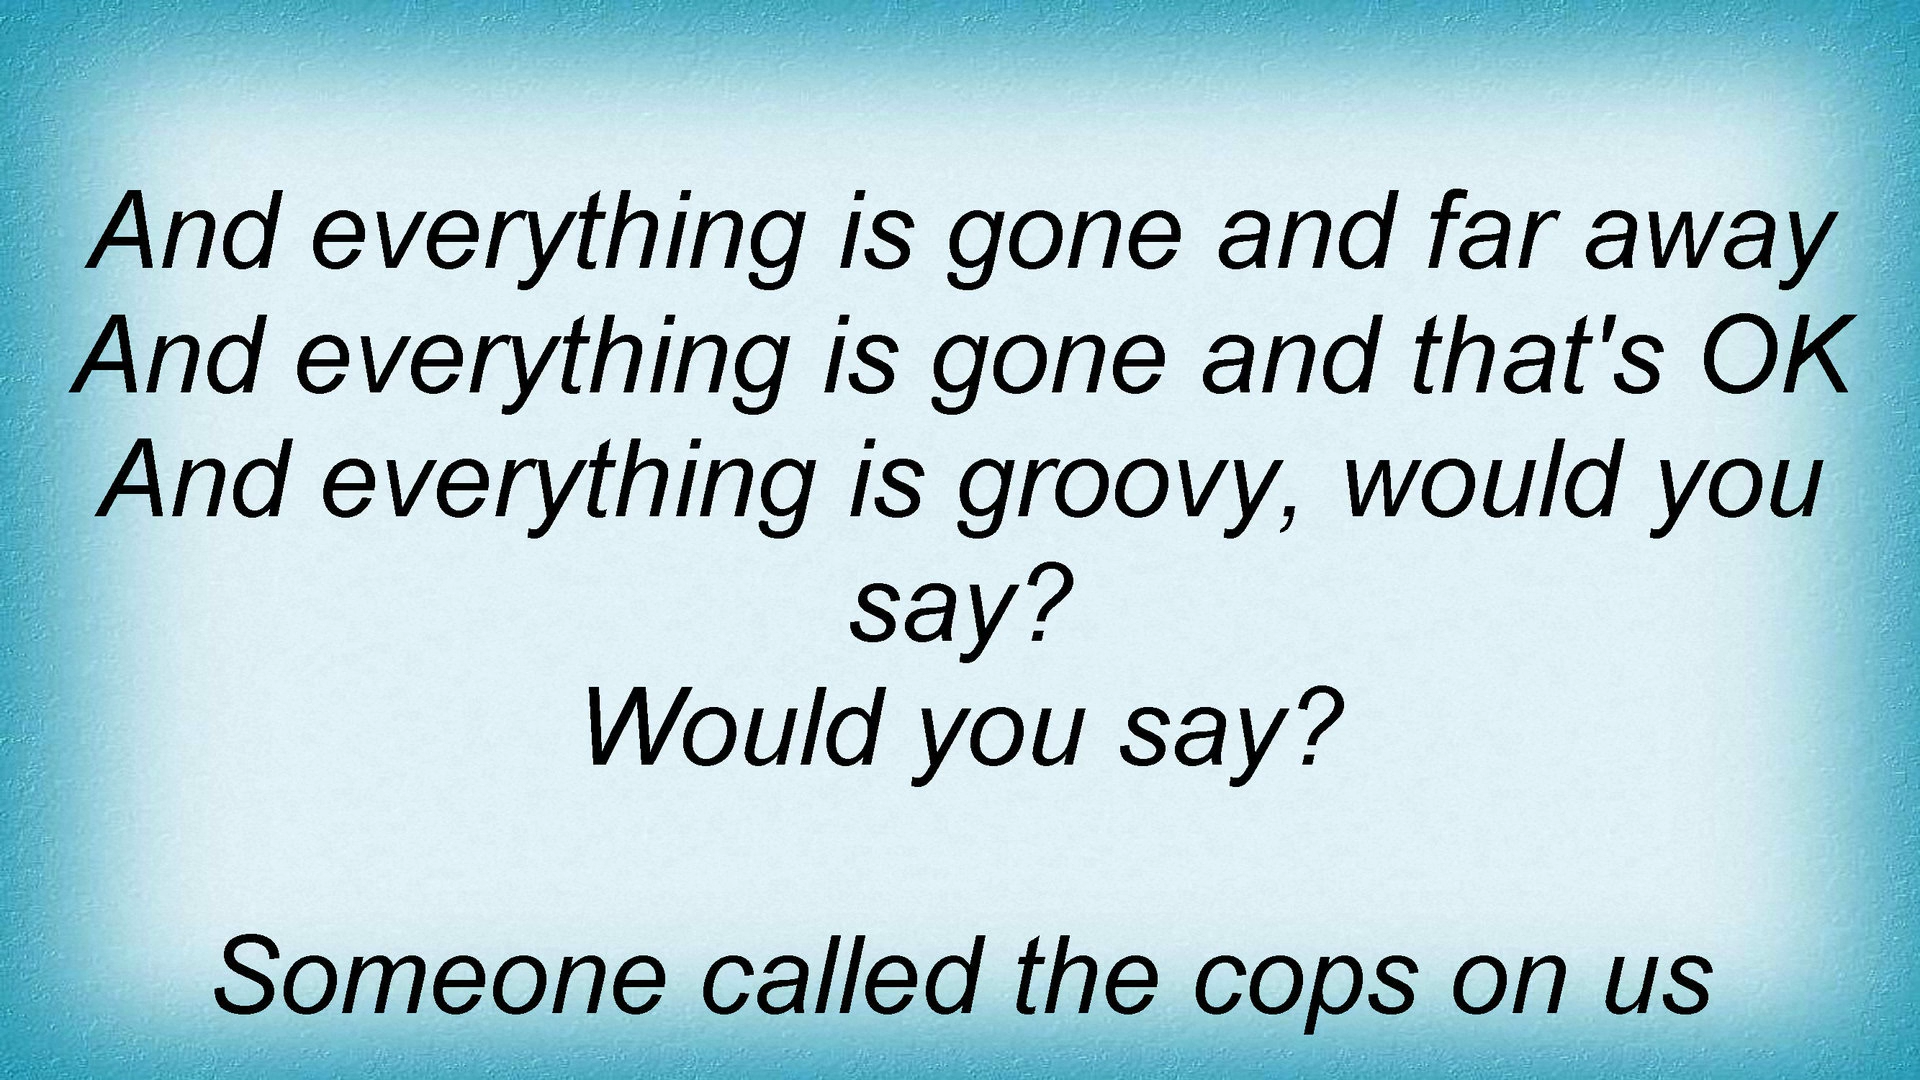 And everything is gone and far away
And everything is gone and that's OK
And everything is groovy, would you
say?
Would you say?
Someone called the cops on us